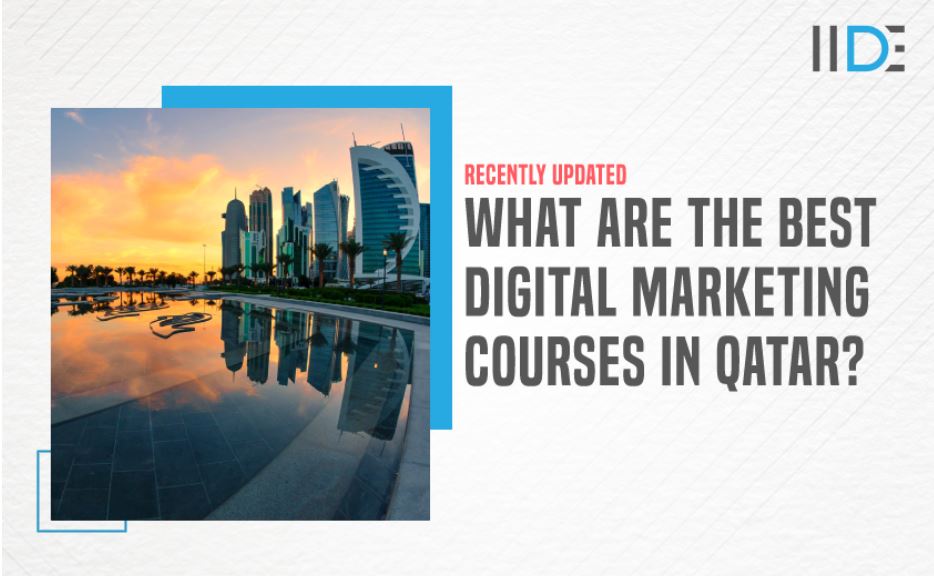 IIDE
RECENTLY UPDATED
WHAT ARE THE BEST
DIGITAL MARKETING
COURSES IN QATAR?